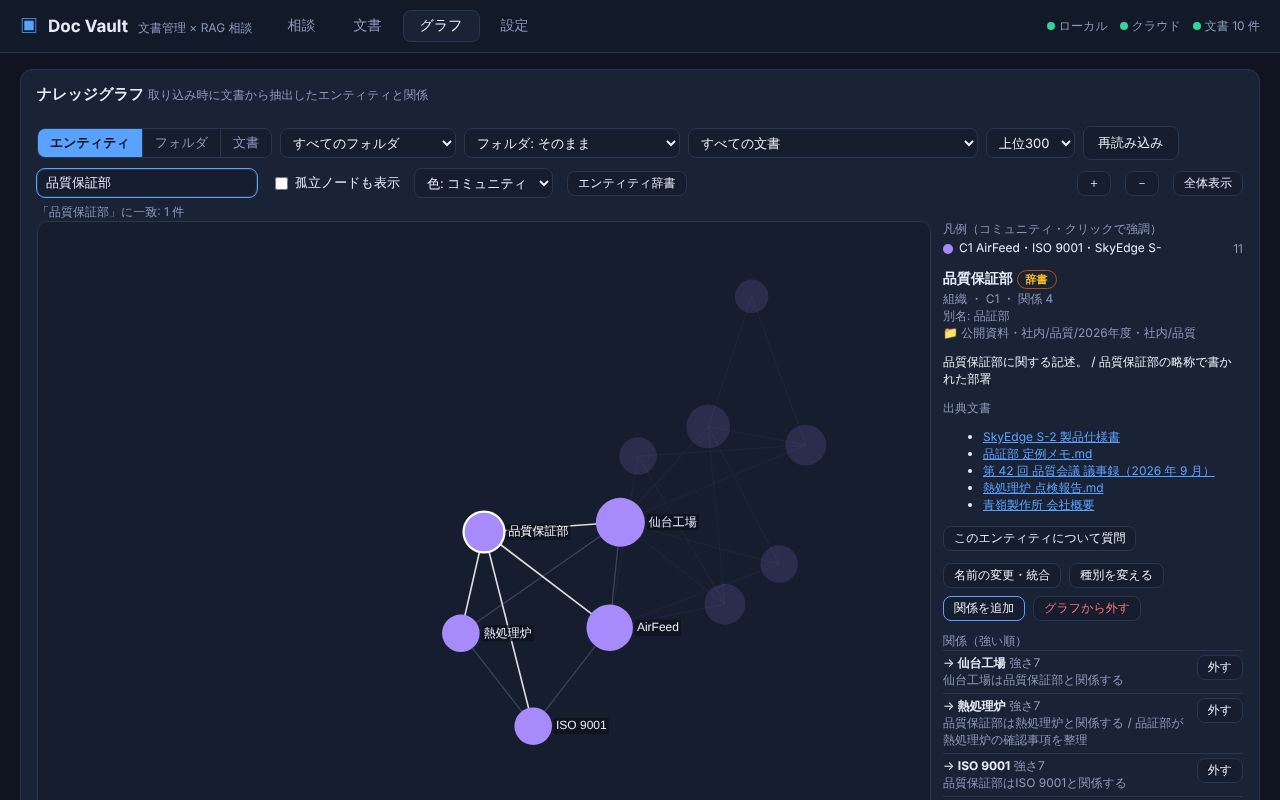 Doc Vault 文書管理 × RAG 相談 相談 文書 グラフ 設定 ローカル クラウド 文書 10 件
ナレッジグラフ 取り込み時に文書から抽出したエンティティと関係
エンティティ フォルダ 文書 すべてのフォルダ フォルダ: そのまま すべての文書 上位300 再読み込み
品質保証部 孤立ノードも表示 色: コミュニティ エンティティ辞書 + − 全体表示
「品質保証部」に一致: 1 件
品質保証部
仙台工場
熱処理炉
AirFeed
ISO 9001
凡例（コミュニティ・クリックで強調）
C1 AirFeed・ISO 9001・SkyEdge S- 11
品質保証部 辞書
組織 ・ C1 ・ 関係 4
別名: 品証部
📁 公開資料・社内/品質/2026年度・社内/品質
品質保証部に関する記述。 / 品質保証部の略称で書か
れた部署
出典文書
• SkyEdge S-2 製品仕様書
• 品証部 定例メモ.md
• 第 42 回 品質会議 議事録（2026 年 9 月）
• 熱処理炉 点検報告.md
• 青嶺製作所 会社概要
このエンティティについて質問
名前の変更・統合 種別を変える
関係を追加 グラフから外す
関係（強い順）
→ 仙台工場 強さ7 外す
仙台工場は品質保証部と関係する
→ 熱処理炉 強さ7 外す
品質保証部は熱処理炉と関係する / 品証部が
熱処理炉の確認事項を整理
→ ISO 9001 強さ7 外す
品質保証部はISO 9001と関係する